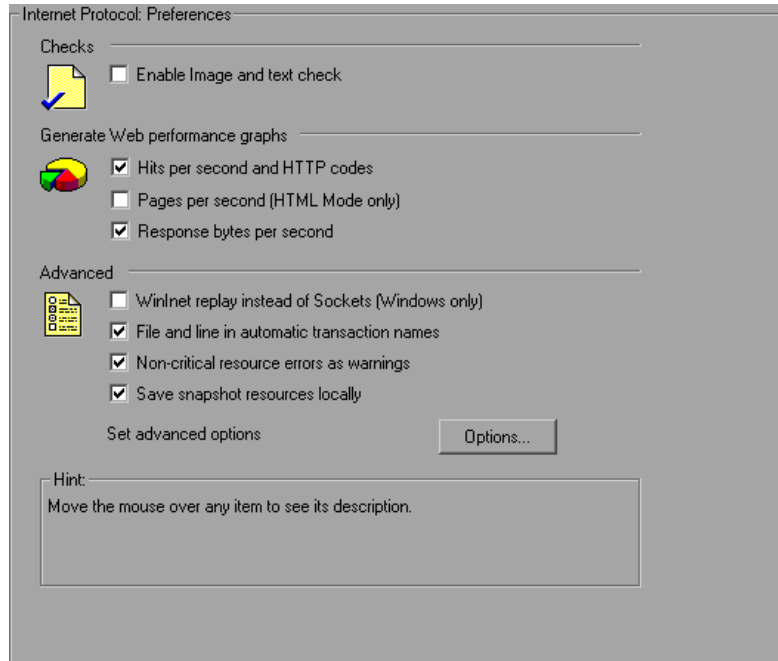 Internet Protocol: Preferences
Checks
Enable Image and text check
Generate Web performance graphs
Hits per second and HTTP codes
Pages per second (HTML Mode only)
Response bytes per second
Advanced
WinInet replay instead of Sockets (Windows only)
File and line in automatic transaction names
Non-critical resource errors as warnings
Save snapshot resources locally
Set advanced options
Options...
Hint:
Move the mouse over any item to see its description.